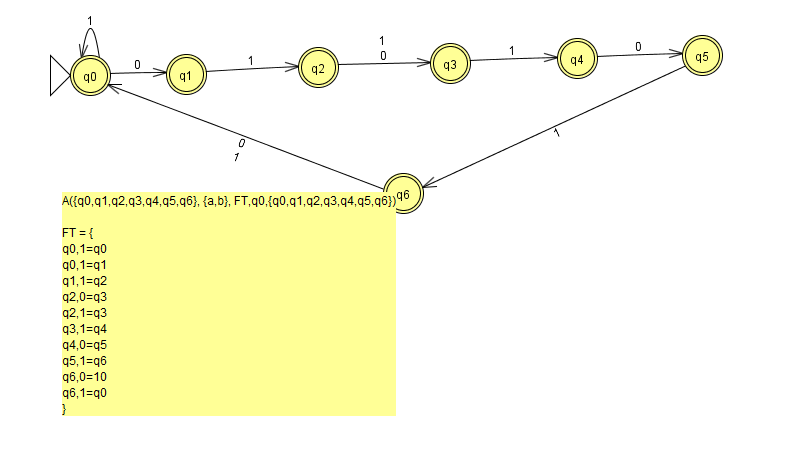 1
q0
0
q1
1
q2
1
0
q3
1
q4
0
q5
1
0
1
q6
A({q0,q1,q2,q3,q4,q5,q6}, {a,b}, FT,q0,{q0,q1,q2,q3,q4,q5,q6})
FT = {
q0,1=q0
q0,1=q1
q1,1=q2
q2,0=q3
q2,1=q3
q3,1=q4
q4,0=q5
q5,1=q6
q6,0=10
q6,1=q0
}